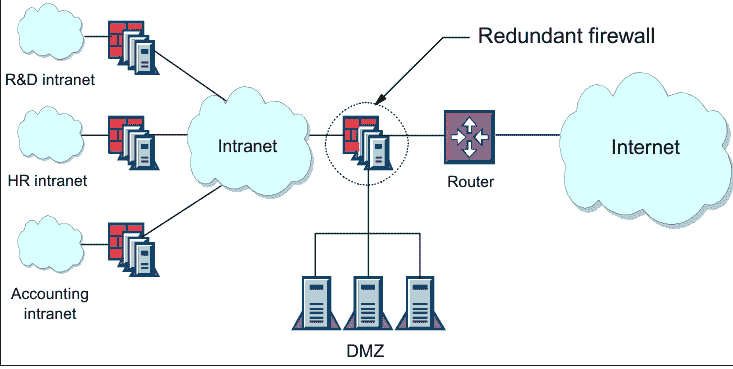 Redundant firewall
R&D intranet
Intranet
Internet
HR intranet
Router
Accounting
intranet
DMZ